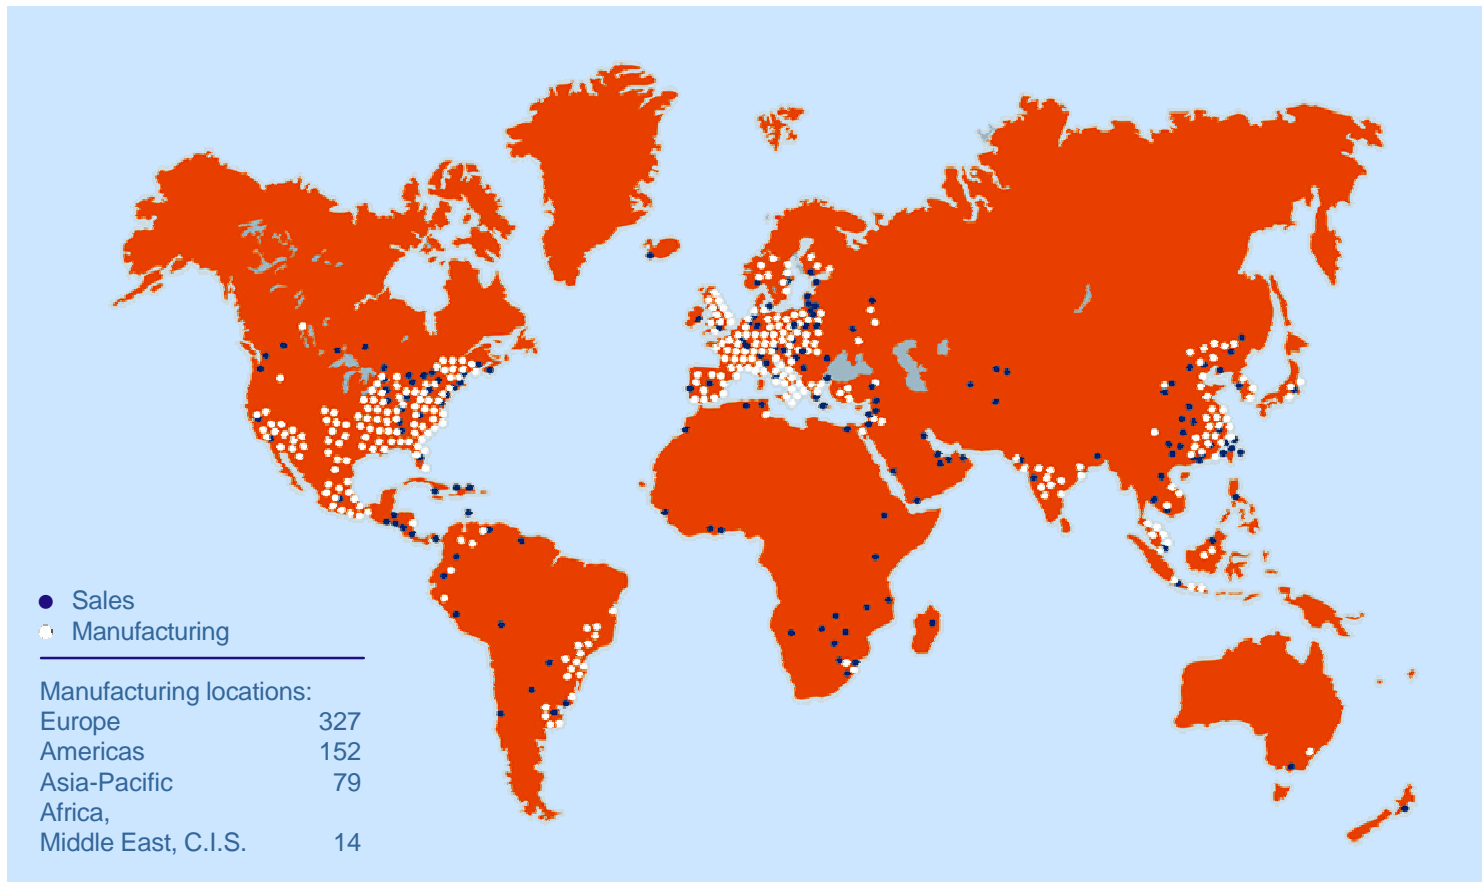 Sales
Manufacturing
Manufacturing locations:
Europe 327
Americas 152
Asia-Pacific 79
Africa,
Middle East, C.I.S. 14